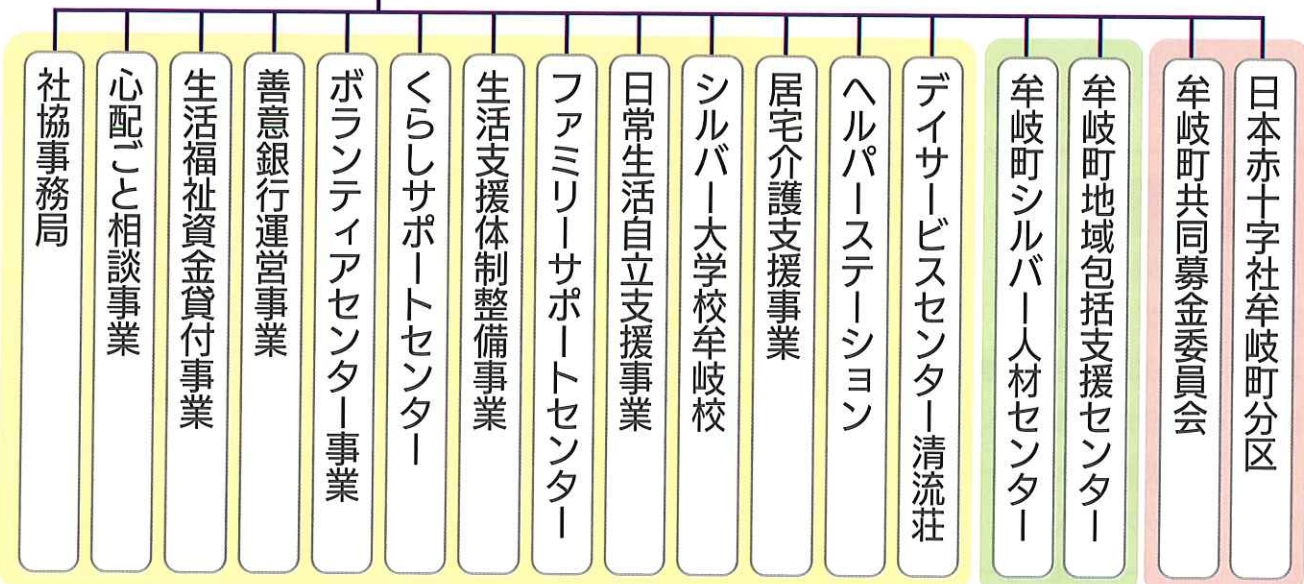 社協事務局
心配ごと相談事業
生活福祉資金貸付事業
善意銀行運営事業
ボランティアセンター事業
くらしサポートセンター
生活支援体制整備事業
ファミリーサポートセンター
日常生活自立支援事業
シルバー大学校牟岐校
居宅介護支援事業
ヘルパーステーション
デイサービスセンター清流荘
牟岐町シルバー人材センター
牟岐町地域包括支援センター
牟岐町共同募金委員会
日本赤十字社牟岐町分区